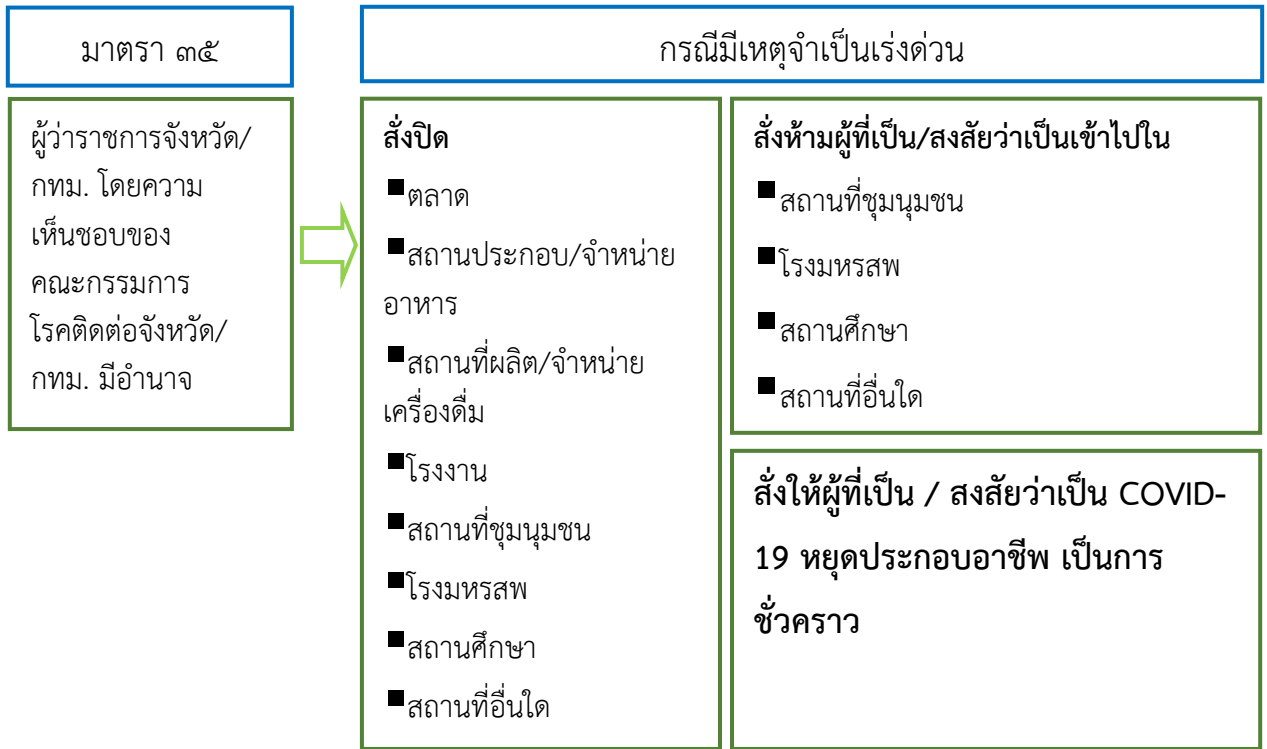 มาตรา ๓๕
กรณีมีเหตุจำเป็นเร่งด่วน
ผู้ว่าราชการจังหวัด/
กทม. โดยความ
เห็นชอบของ
คณะกรรมการ
โรคติดต่อจังหวัด/
กทม. มีอำนาจ
สั่งปิด
■ตลาด
■สถานประกอบ/จำหน่าย
อาหาร
■สถานที่ผลิต/จำหน่าย
เครื่องดื่ม
■โรงงาน
■สถานที่ชุมนุมชน
■โรงมหรสพ
■สถานศึกษา
■สถานที่อื่นใด
สั่งห้ามผู้ที่เป็น/สงสัยว่าเป็นเข้าไปใน
■สถานที่ชุมนุมชน
■โรงมหรสพ
■สถานศึกษา
■สถานที่อื่นใด
สั่งให้ผู้ที่เป็น / สงสัยว่าเป็น COVID-
19 หยุดประกอบอาชีพ เป็นการ
ชั่วคราว